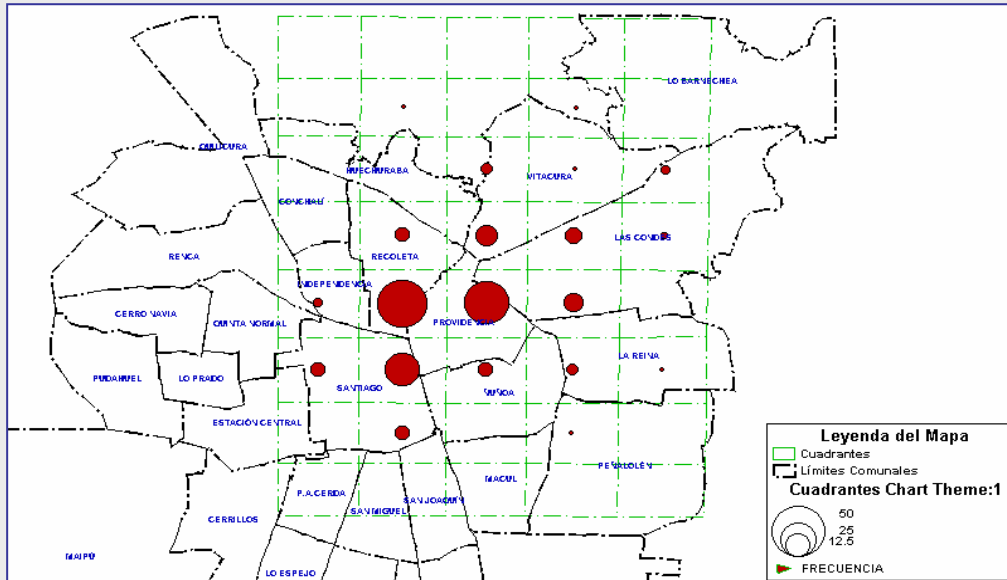 LO BARNECHEA
QUILICURA
HUECHURABA
VITACURA
CONCHALÍ
LAS CONDES
RENCA
RECOLETA
INDEPENDENCIA
CERRO NAVIA
QUINTA NORMAL
PROVIDENCIA
LA REINA
PUDAHUEL
LO PRADO
SANTIAGO
ÑUÑOA
ESTACIÓN CENTRAL
PEÑALOLÉN
MACUL
P.A.CERDA
SAN JOAQUÍN
SAN MIGUEL
CERRILLOS
MAIPÚ
LO ESPEJO
Leyenda del Mapa
Cuadrantes
Límites Comunales
Cuadrantes Chart Theme:1
50
25
12.5
FRECUENCIA